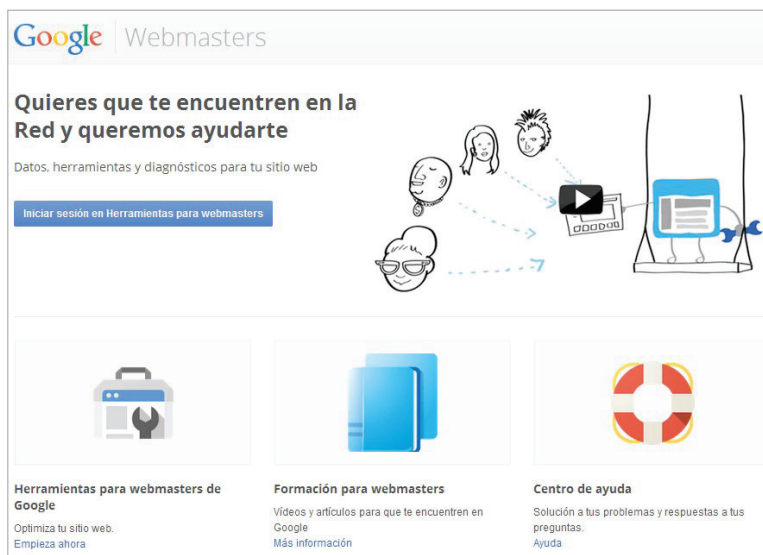 Google Webmasters
Quieres que te encuentren en la
Red y queremos ayudarte
Datos, herramientas y diagnósticos para tu sitio web
Iniciar sesión en Herramientas para webmasters
Herramientas para webmasters de
Google
Optimiza tu sitio web.
Empieza ahora
Formación para webmasters
Vídeos y artículos para que te encuentren en
Google
Más información
Centro de ayuda
Solución a tus problemas y respuestas a tus
preguntas.
Ayuda